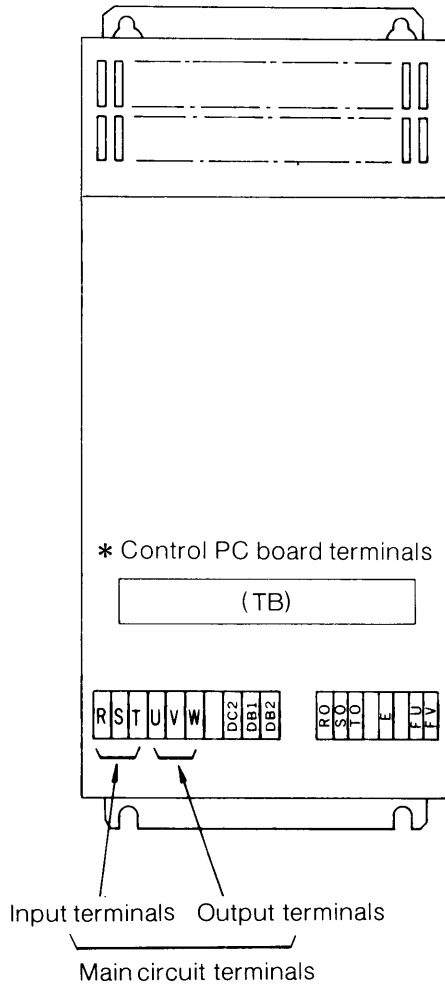 * Control PC board terminals
(TB)
R S T U V W DC2 DB1 DB2 RO SO TO E FU FV
Input terminals Output terminals
Main circuit terminals